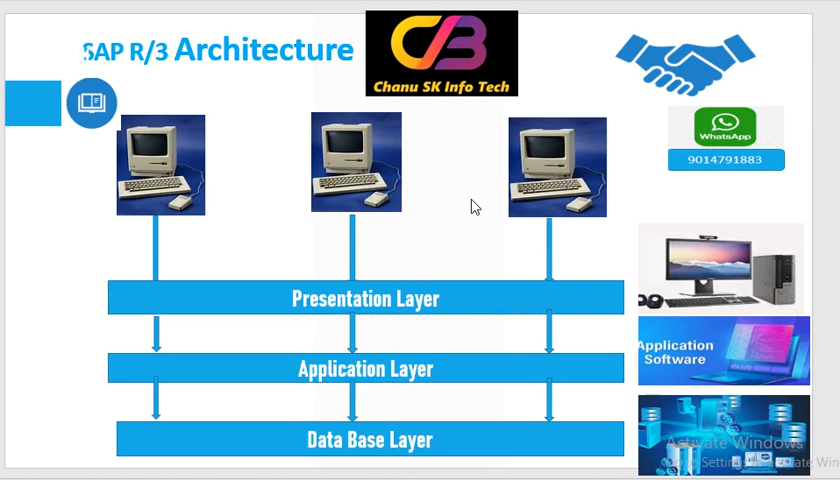 SAP R/3 Architecture
Chanu SK Info Tech
WhatsApp
9014791883
Presentation Layer
Application
Software
Application Layer
Data Base Layer
Activate Windows